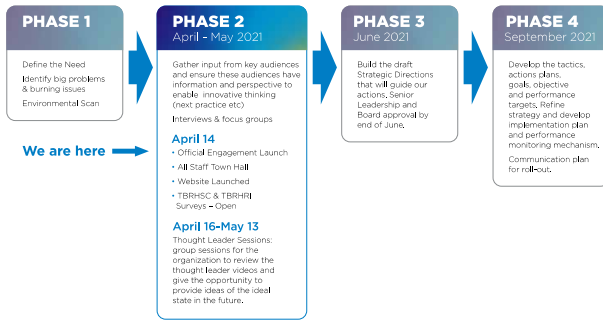 PHASE 1
Define the Need
Identify big problems
& burning issues
Environmental Scan
We are here
PHASE 2
April – May 2021
Gather input from key audiences
and ensure these audiences have
information and perspective to
enable innovative thinking
(next practice etc)
Interviews & focus groups
April 14
• Official Engagement Launch
• All Staff Town Hall
• Website Launched
• TBRHSC & TBRHRI
Surveys – Open
April 16-May 13
Thought Leader Sessions:
group sessions for the
organization to review the
thought leader videos and
give the opportunity to
provide ideas of the ideal
state in the future.
PHASE 3
June 2021
Build the draft
Strategic Directions
that will guide our
actions. Senior
Leadership and
Board approval by
end of June.
PHASE 4
September 2021
Develop the tactics,
actions plans,
goals, objective
and performance
targets. Refine
strategy and develop
implementation plan
and performance
monitoring mechanism.
Communication plan
for roll-out.